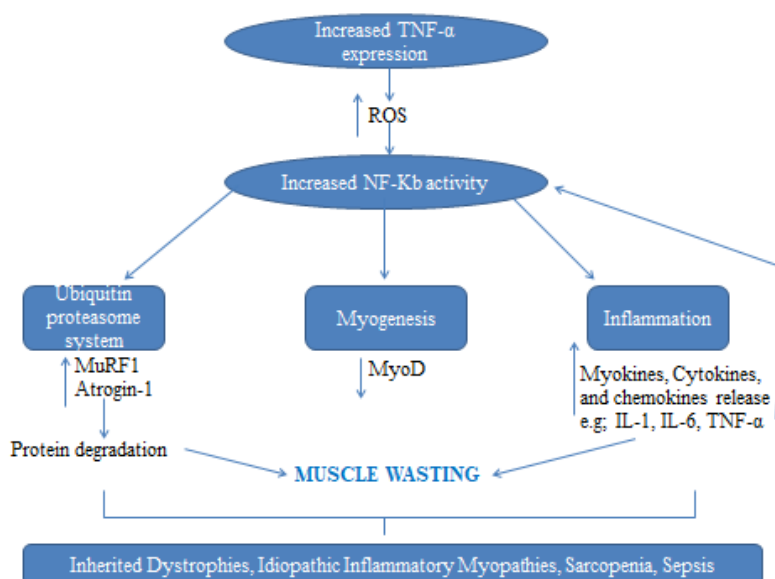 Increased TNF-α
expression
ROS
Increased NF-Kb activity
Ubiquitin
proteasome
system
Myogenesis
Inflammation
MuRF1
Atrogin-1
MyoD
Myokines, Cytokines,
and chemokines release
e.g; IL-1, IL-6, TNF-α
Protein degradation
MUSCLE WASTING
Inherited Dystrophies, Idiopathic Inflammatory Myopathies, Sarcopenia, Sepsis